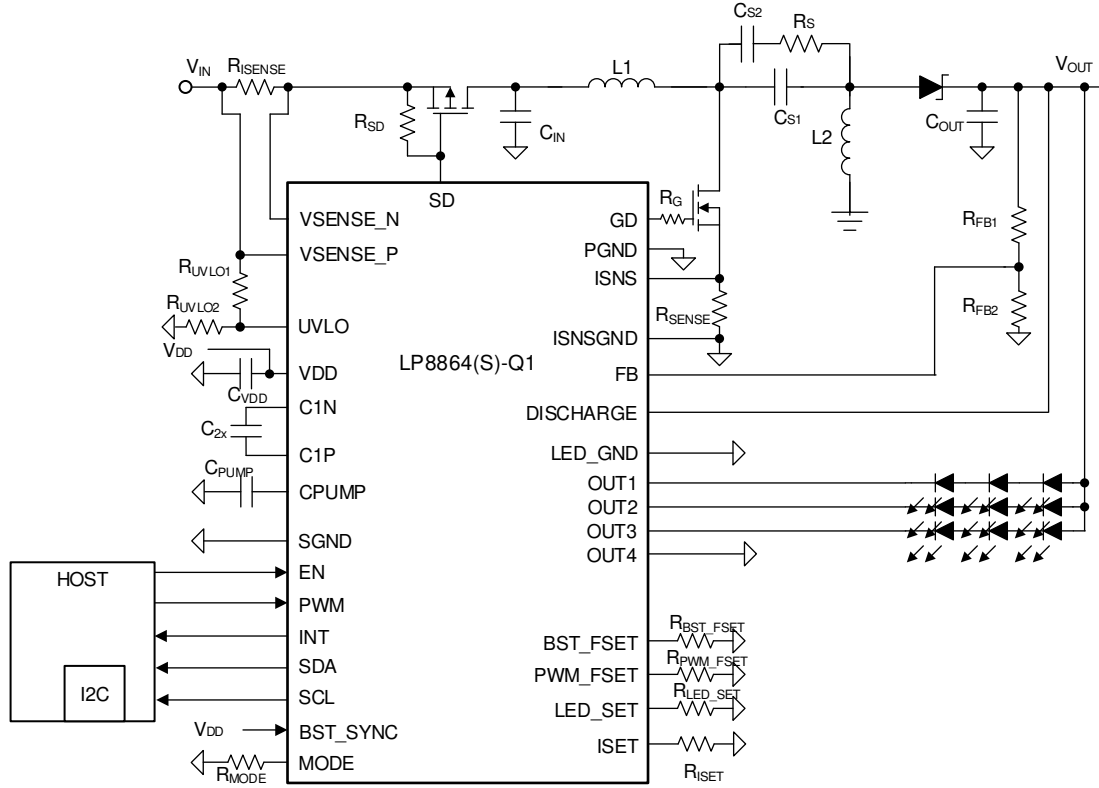 CS2
RS
VIN
RISENSE
L1
VOUT
CS1
RSD
CIN
L2
COUT
SD
RG
VSENSE_N
GD
RFB1
VSENSE_P
PGND
RUVLO1
ISNS
RUVLO2
RSENSE
RFB2
UVLO
ISNSGND
VDD
LP8864(S)-Q1
VDD
FB
CVDD
C1N
DISCHARGE
C2x
C1P
LED_GND
CPUMP
OUT1
CPUMP
OUT2
OUT3
SGND
OUT4
HOST
EN
PWM
INT
RBST_FSET
BST_FSET
SDA
RPWM_FSET
PWM_FSET
I2C
SCL
RLED_SET
LED_SET
VDD
BST_SYNC
ISET
MODE
RMODE
RISET